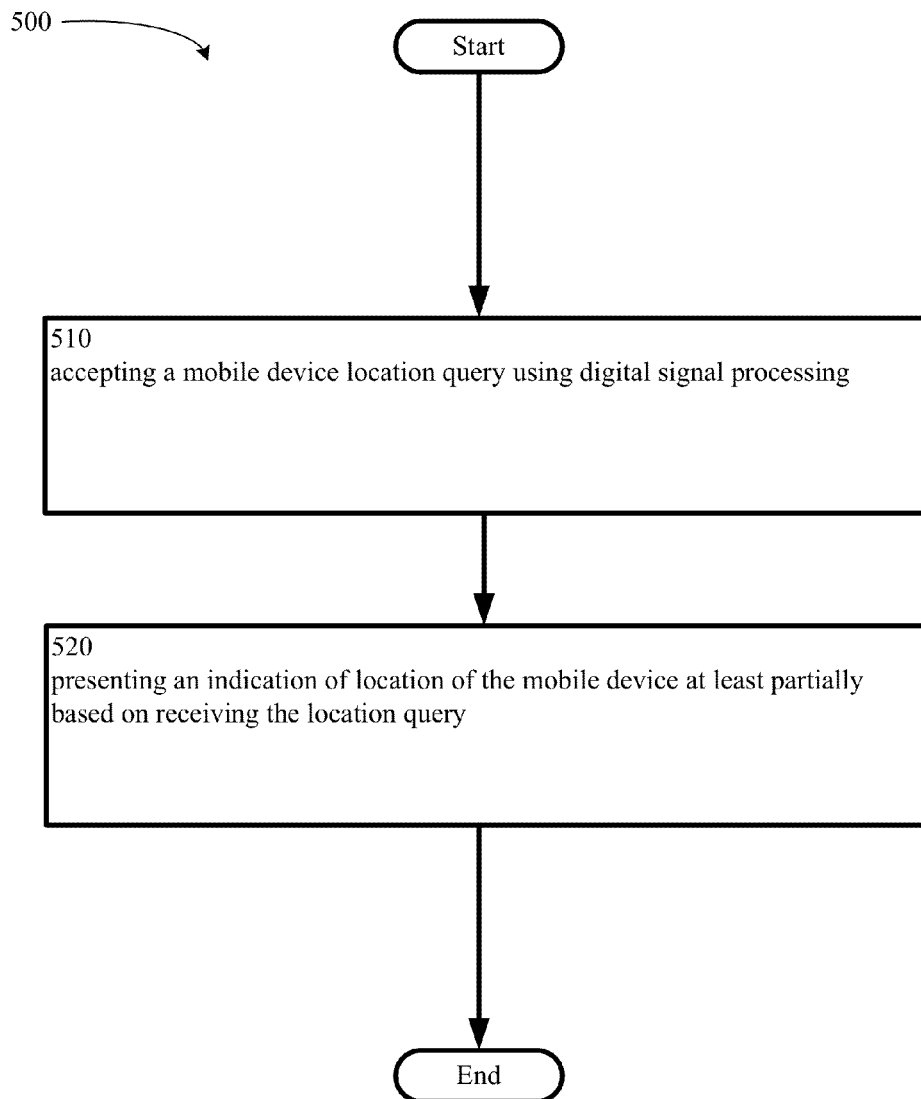 500
Start
510
accepting a mobile device location query using digital signal processing
520
presenting an indication of location of the mobile device at least partially
based on receiving the location query
End